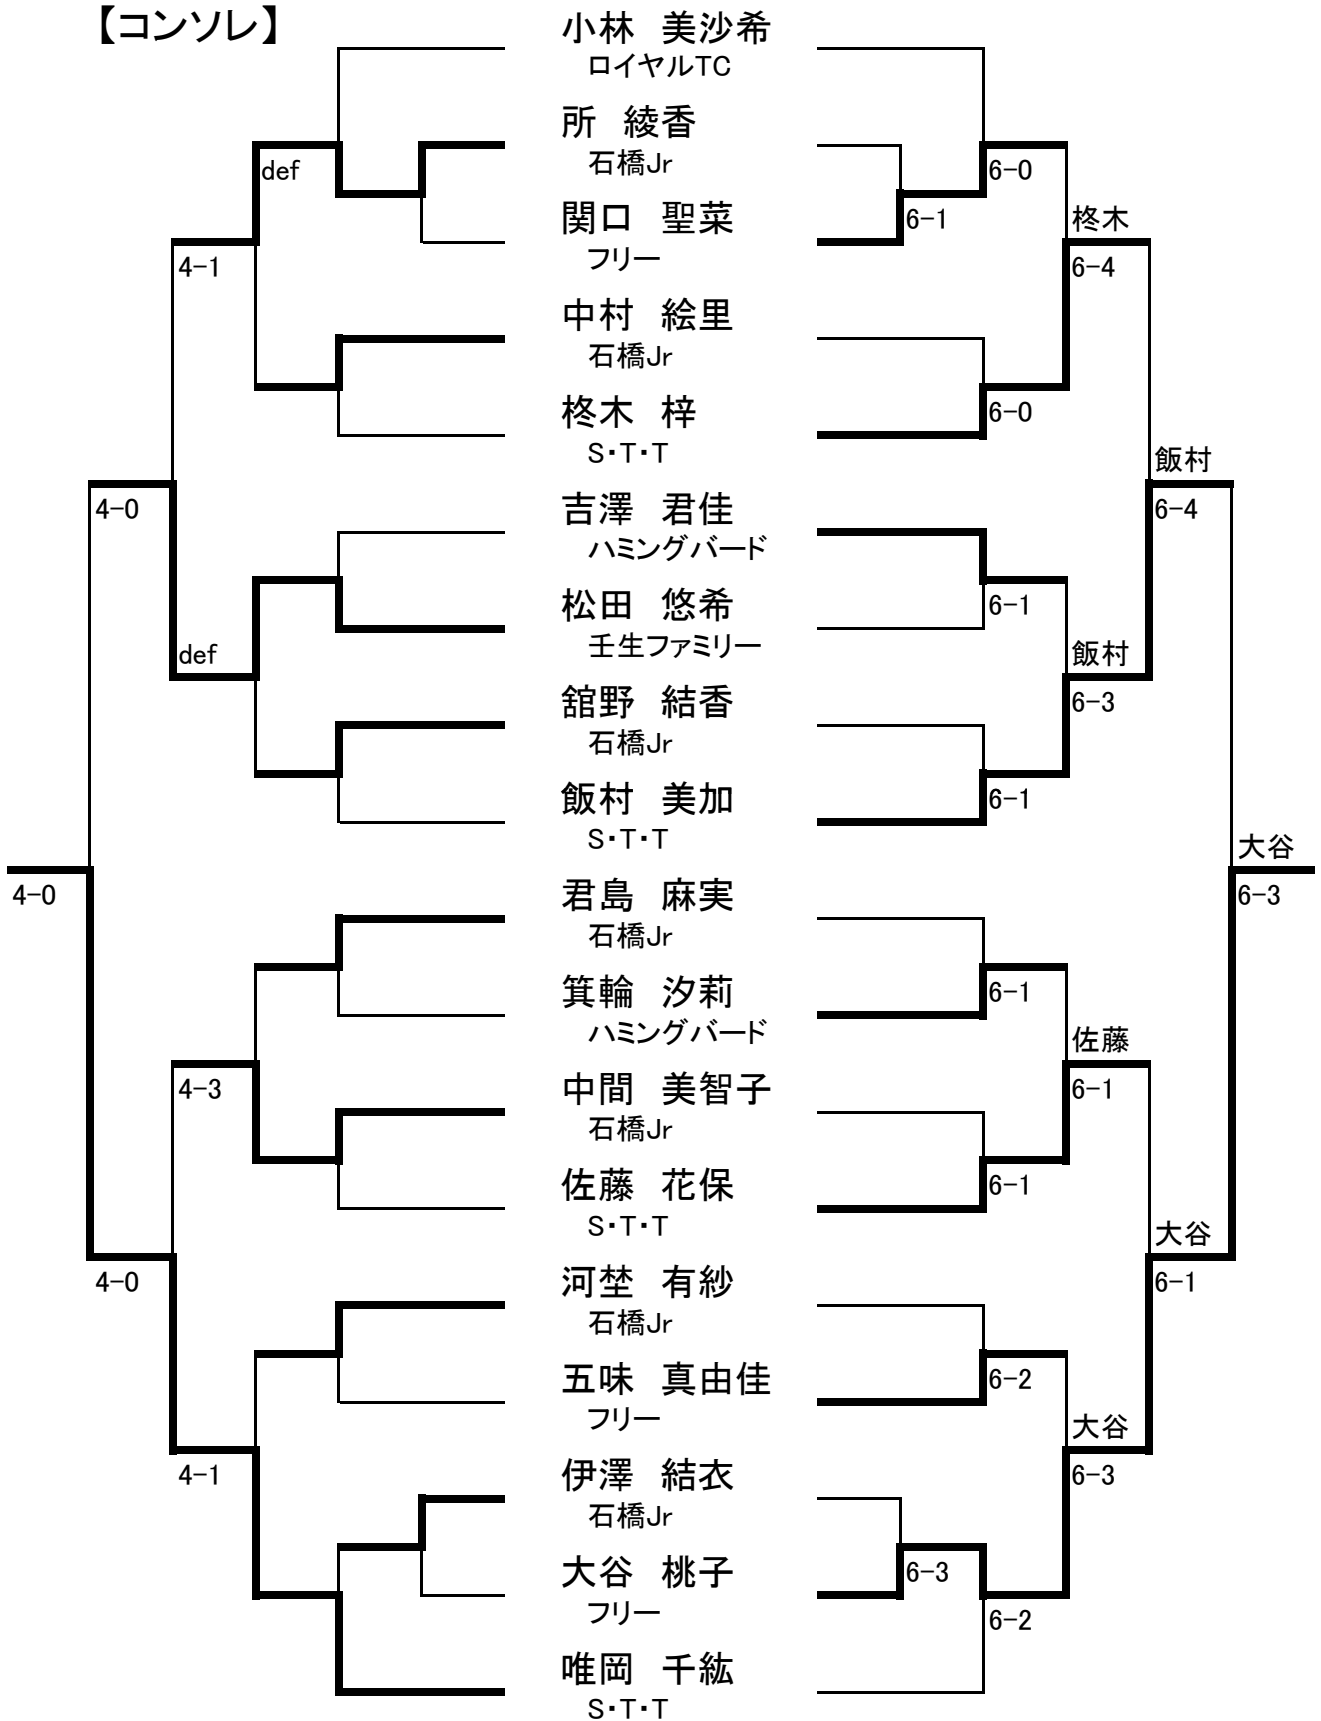 【コンソレ】
小林 美沙希
ロイヤルTC
所 綾香
石橋Jr
def
6-0
関口 聖菜
フリー
6-1
柊木
4-1
6-4
中村 絵里
石橋Jr
柊木 梓
S・T・T
6-0
飯村
4-0
6-4
吉澤 君佳
ハミングバード
松田 悠希
壬生ファミリー
6-1
def
飯村
6-3
舘野 結香
石橋Jr
飯村 美加
S・T・T
6-1
大谷
4-0
6-3
君島 麻実
石橋Jr
箕輪 汐莉
ハミングバード
6-1
佐藤
4-3
6-1
中間 美智子
石橋Jr
佐藤 花保
S・T・T
6-1
大谷
4-0
6-1
河埜 有紗
石橋Jr
五味 真由佳
フリー
6-2
大谷
4-1
6-3
伊澤 結衣
石橋Jr
大谷 桃子
フリー
6-3
6-2
唯岡 千紘
S・T・T